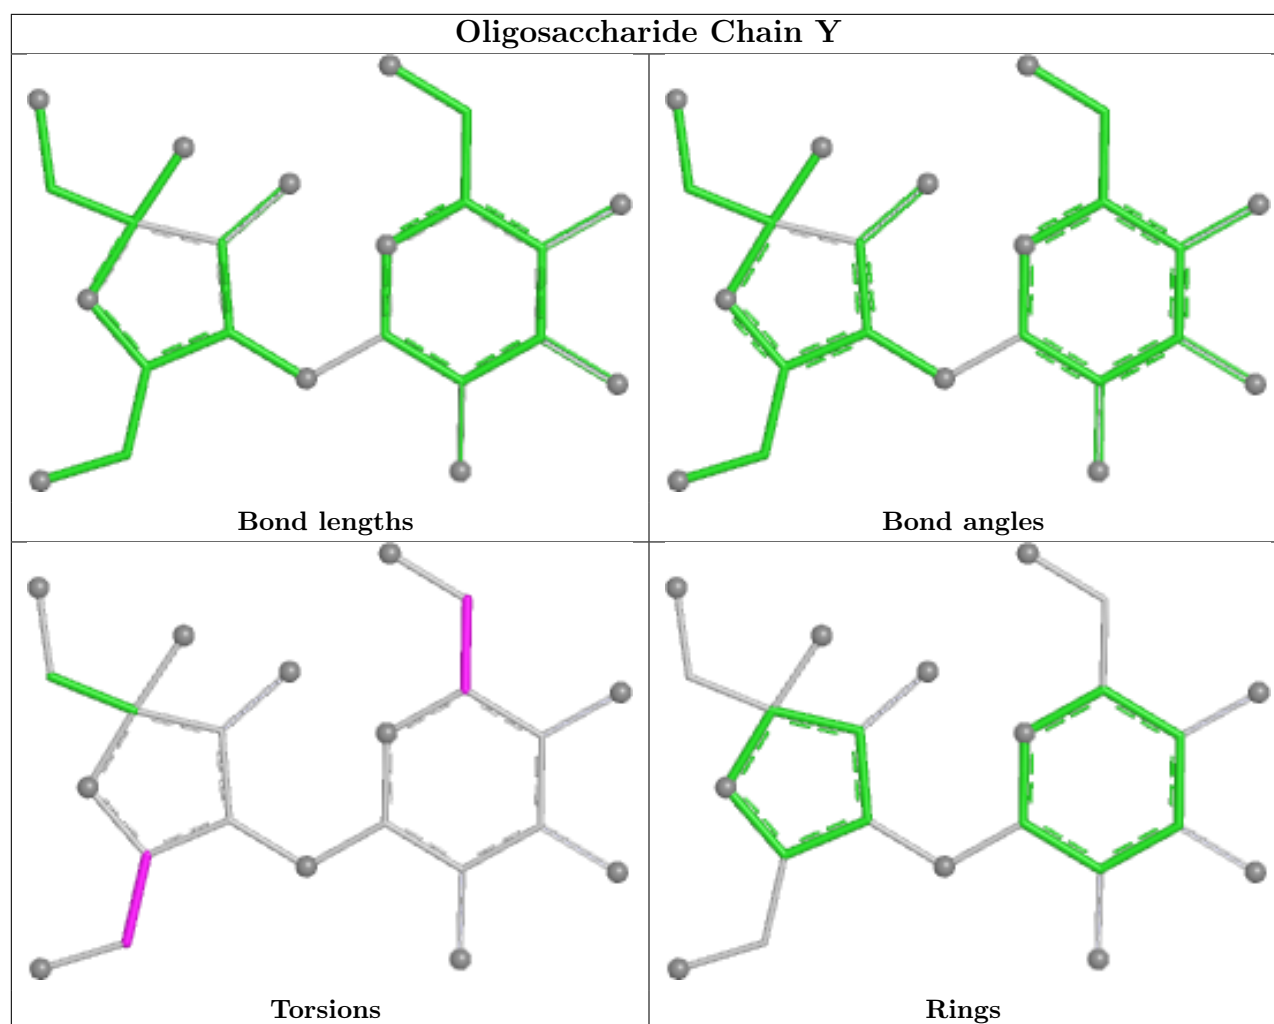 Oligosaccharide Chain Y
Bond lengths
Bond angles
Torsions
Rings